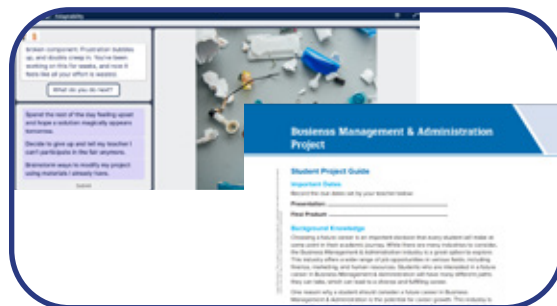 Adaptability
broken component. Frustration bubbles
up, and doubts creep in. You've been
working on this for weeks, and now it
feels like all your effort is wasted.
What do you do next?
Spend the rest of the day feeling upset
and hope a solution magically appears
tomorrow.
Decide to give up and tell my teacher I
can't participate in the fair anymore.
Brainstorm ways to modify my project
using materials I already have.
Submit
Business Management & Administration
Project
Student Project Guide
Important Dates
Record the due dates set by your teacher below:
Presentation:
Final Product:
Background Knowledge
Choosing a future career is an important decision that every student will make at
some point in their academic journey. While there are many industries to consider,
the Business Management & Administration industry is a great option to explore.
This industry offers a wide range of job opportunities in various fields, including
finance, marketing, and human resources. Students who are interested in a future
career in Business Management & Administration will have many different paths
they can take, which can lead to a diverse and fulfilling career.
One reason why a student should consider a future career in Business
Management & Administration is the potential for career growth. This industry is